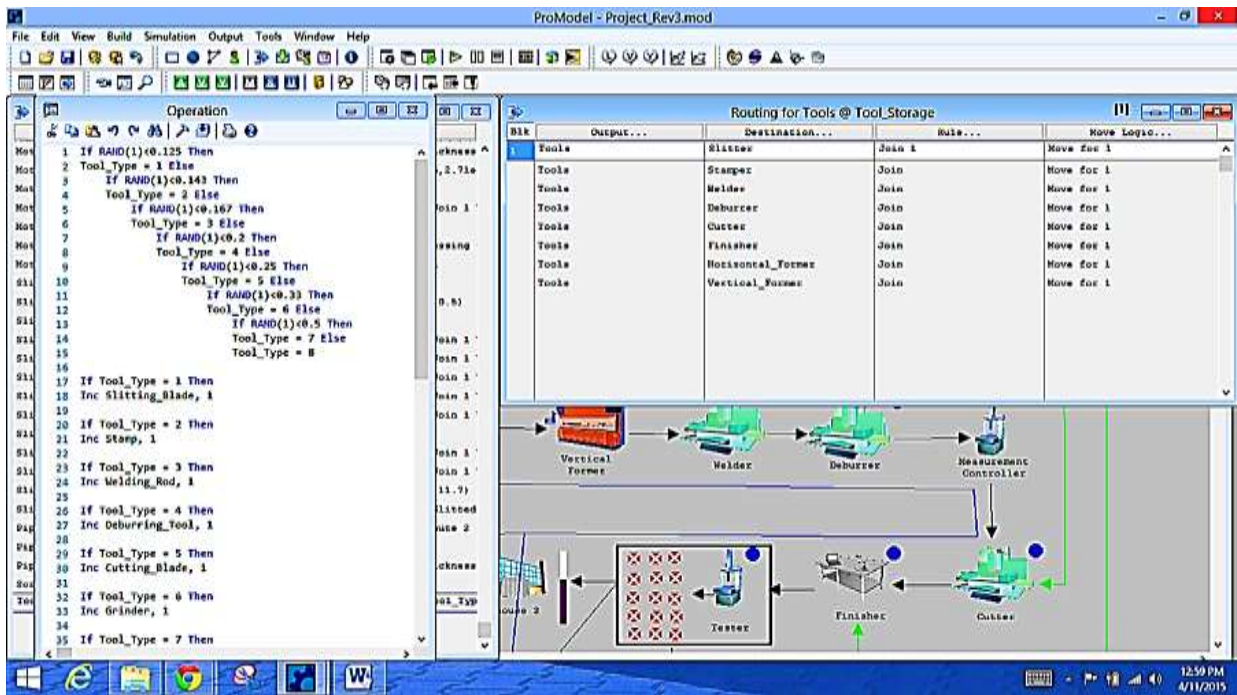 ProModel - Project_Rev3.mod
File Edit View Build Simulation Output Tools Window Help
Operation
1 If RAND(1)<0.125 Then
2 Tool_Type = 1 Else
3 If RAND(1)<0.143 Then
4 Tool_Type = 2 Else
5 If RAND(1)<0.167 Then
6 Tool_Type = 3 Else
7 If RAND(1)<0.2 Then
8 Tool_Type = 4 Else
9 If RAND(1)<0.25 Then
10 Tool_Type = 5 Else
11 If RAND(1)<0.33 Then
12 Tool_Type = 6 Else
13 If RAND(1)<0.5 Then
14 Tool_Type = 7 Else
15 Tool_Type = 8
16
17 If Tool_Type = 1 Then
18 Inc Slitting_Blade, 1
19
20 If Tool_Type = 2 Then
21 Inc Stamp, 1
22
23 If Tool_Type = 3 Then
24 Inc Welding_Rod, 1
25
26 If Tool_Type = 4 Then
27 Inc Deburring_Tool, 1
28
29 If Tool_Type = 5 Then
30 Inc Cutting_Blade, 1
31
32 If Tool_Type = 6 Then
33 Inc Grinder, 1
34
35 If Tool_Type = 7 Then
Routing for Tools @ Tool_Storage
Blk Output... Destination... Rule... Move Logic...
1 Tools Slitter Join 1 Move for 1
Tools Stamper Join Move for 1
Tools Welder Join Move for 1
Tools Deburrer Join Move for 1
Tools Cutter Join Move for 1
Tools Finisher Join Move for 1
Tools Horizontal_Former Join Move for 1
Tools Vertical_Former Join Move for 1
Vertical Former
Welder
Deburrer
Measurement Controller
Tester
Finisher
Cutter
12:59 PM
4/11/2015